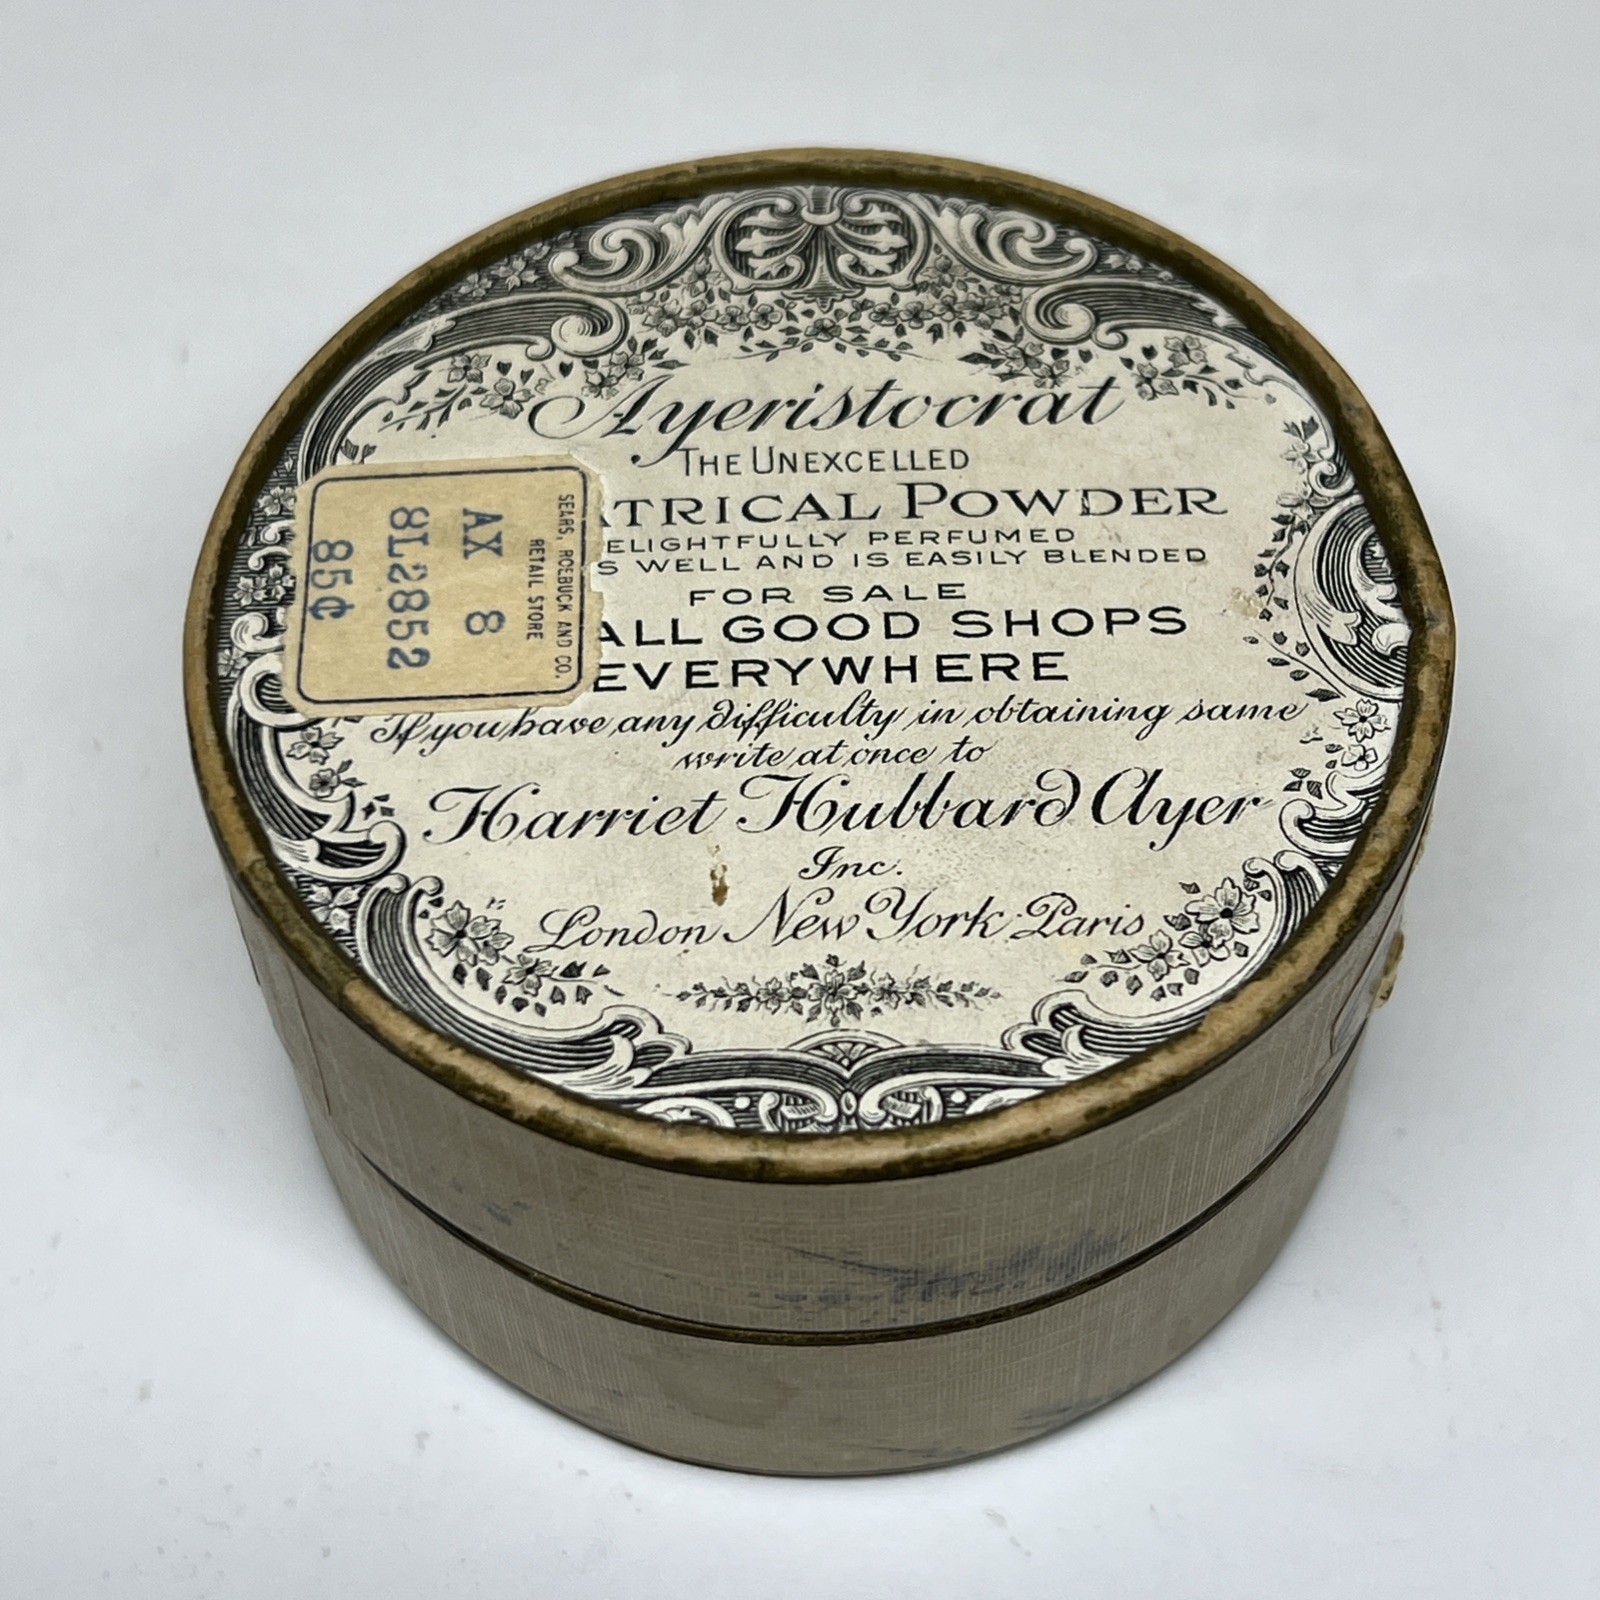 Ayeristocrat
THE UNEXCELLED
ATRICAL POWDER
ELIGHTFULLY PERFUMED
S WELL AND IS EASILY BLENDED
FOR SALE
ALL GOOD SHOPS
EVERYWHERE
If you have any difficulty in obtaining same
write at once to
Harriet Hubbard Ayer
Inc.
London New York Paris
SEARS, ROEBUCK AND CO.
RETAIL STORE
AX 8
8L2852
85¢